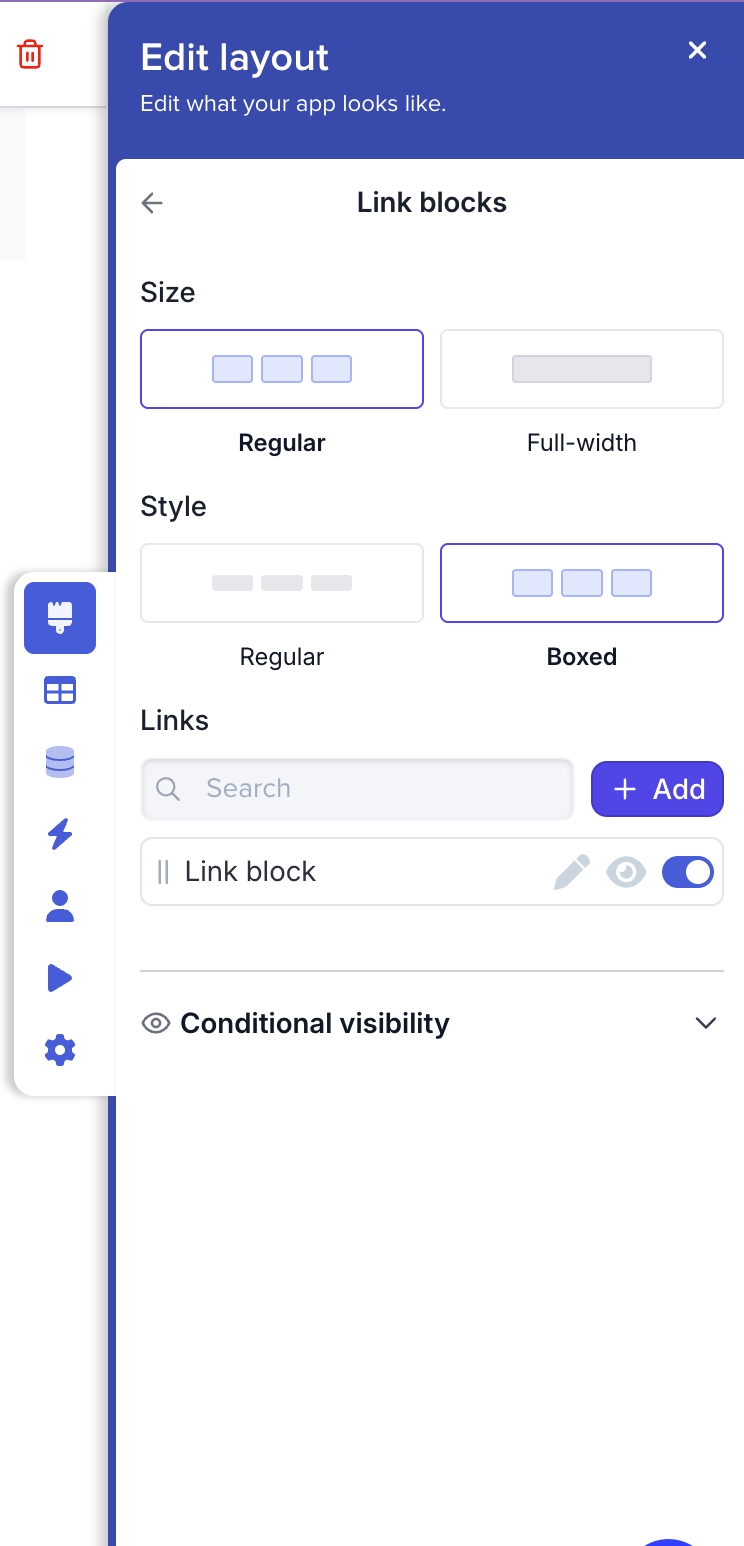 Edit layout
Edit what your app looks like.
Link blocks
Size
Regular
Full-width
Style
Regular
Boxed
Links
Search
Add
Link block
Conditional visibility